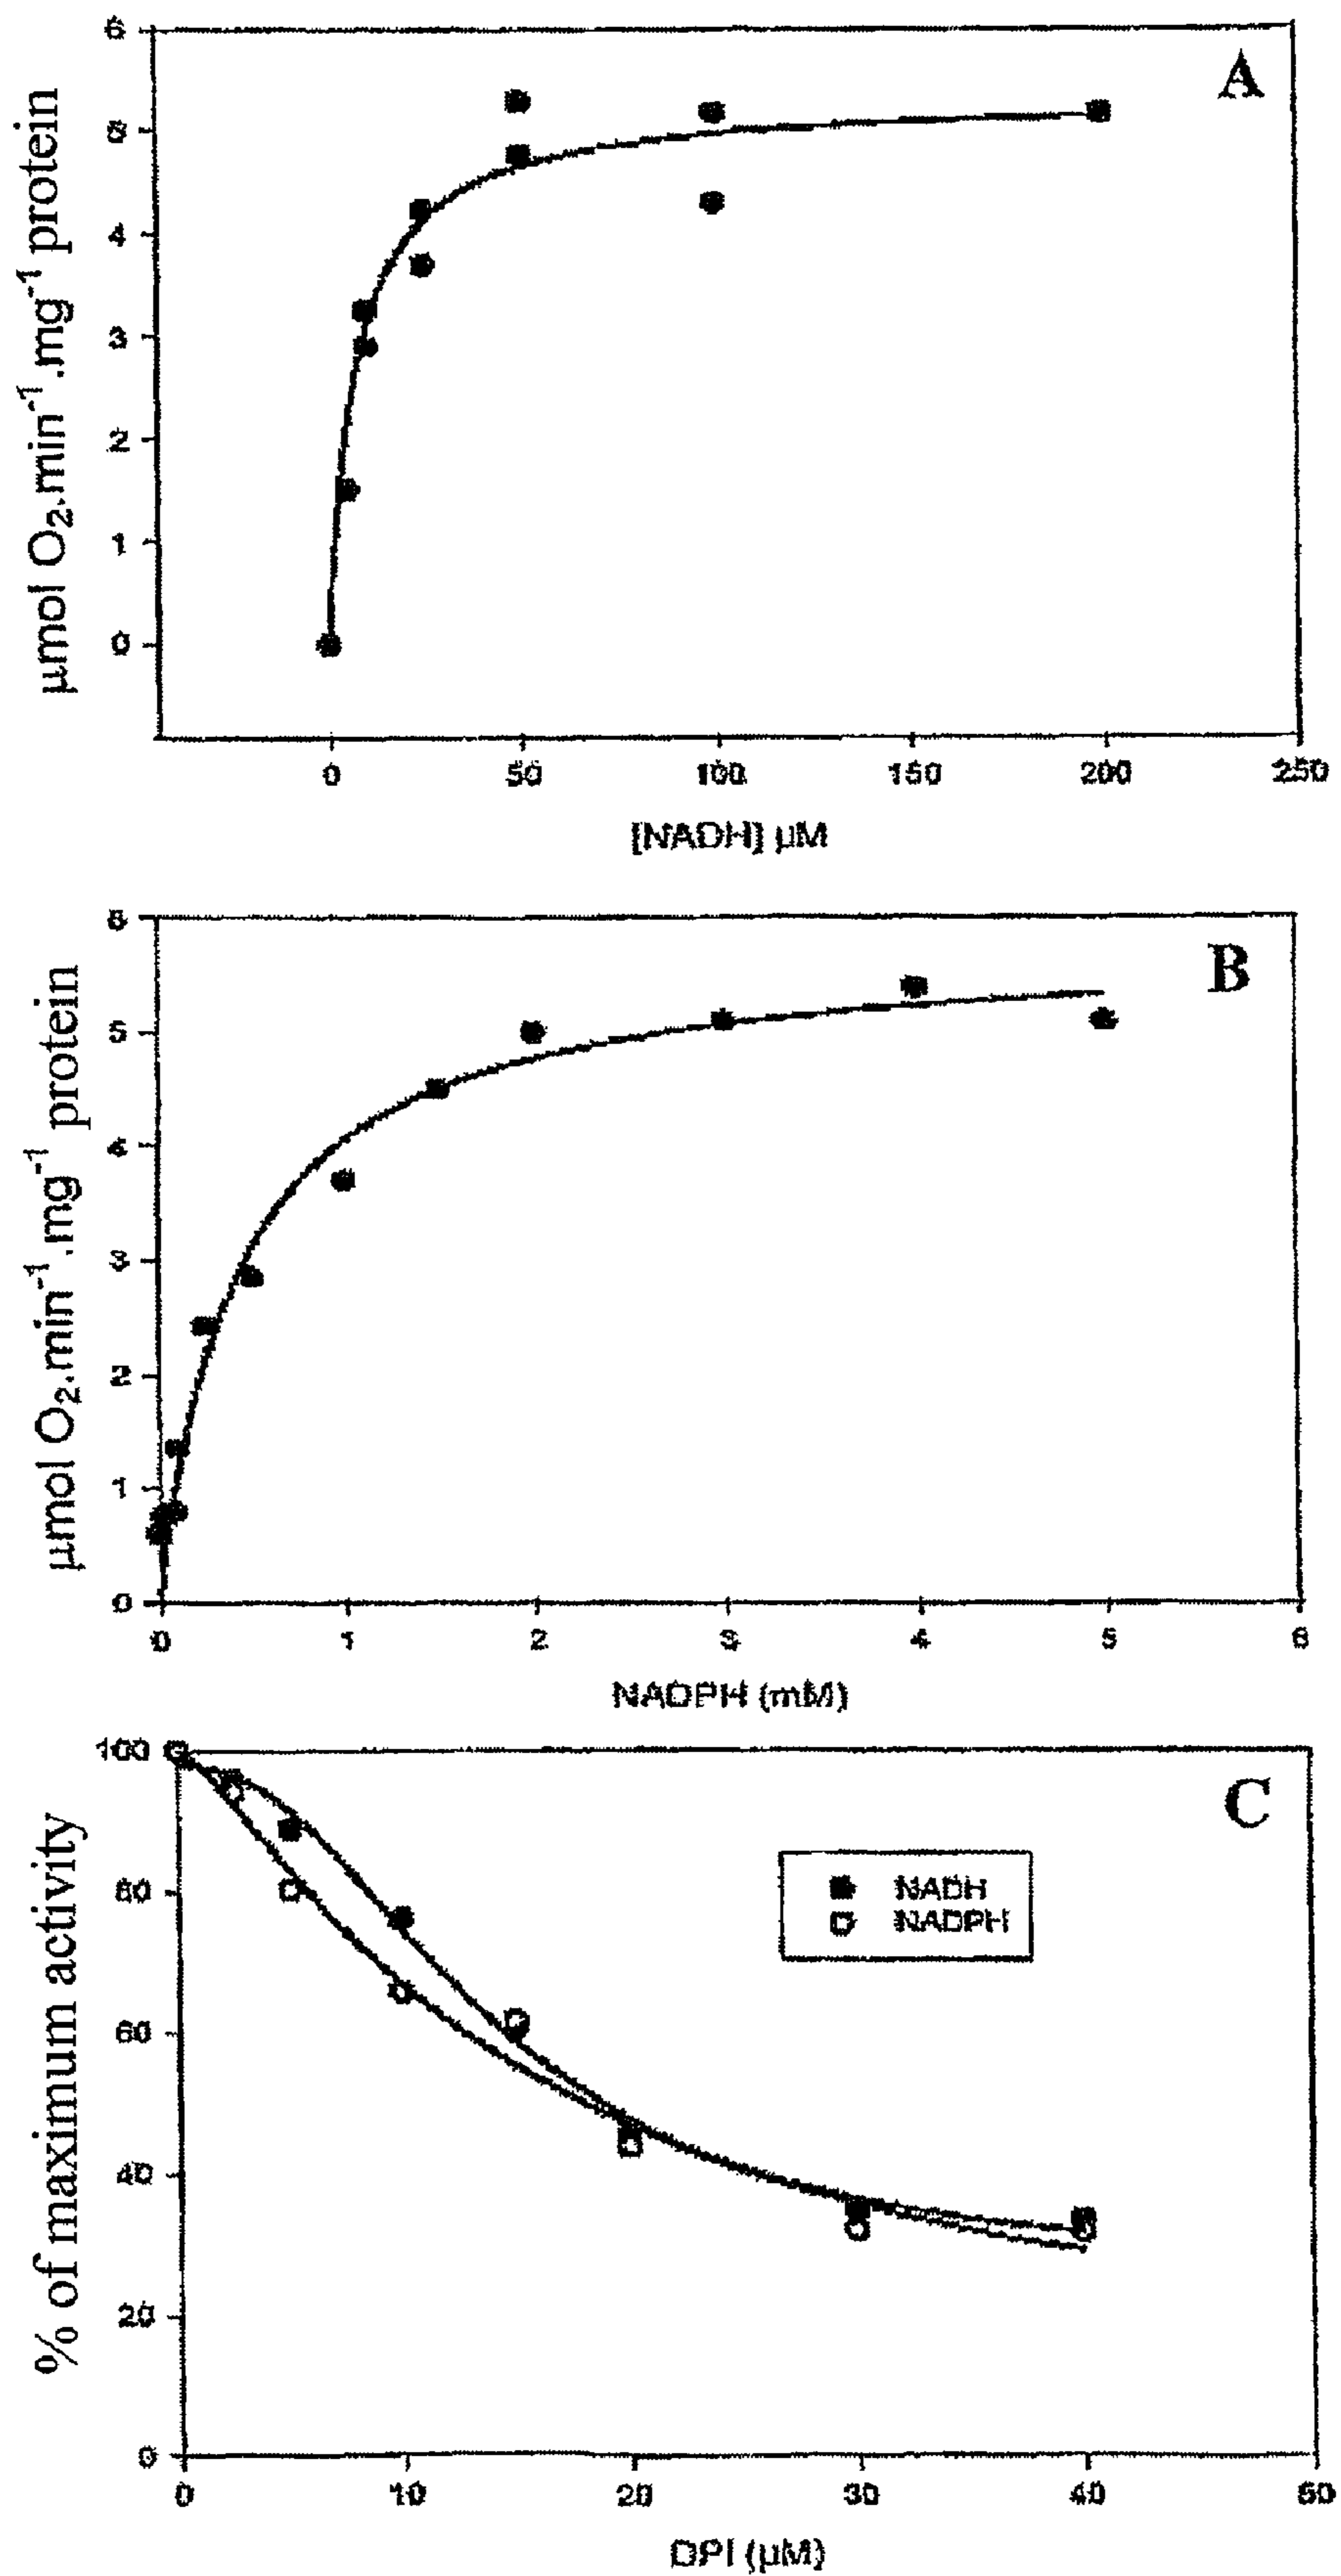 A
6
5
4
3
2
1
0
µmol O₂.min⁻¹.mg⁻¹ protein
0 50 100 150 200 250
[NADH] µM
B
6
5
4
3
2
1
0
µmol O₂.min⁻¹.mg⁻¹ protein
0 1 2 3 4 5 6
NADPH (mM)
C
100
80
60
40
20
0
% of maximum activity
NADH
NADPH
0 10 20 30 40 50
DPI (µM)